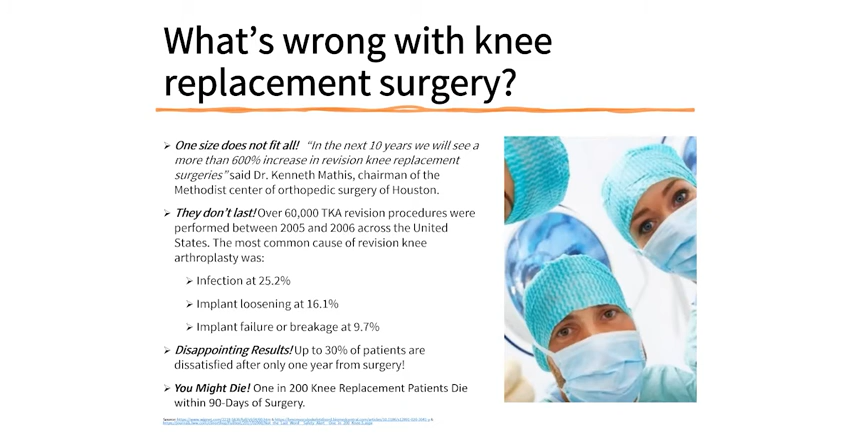 What's wrong with knee
replacement surgery?
➢ One size does not fit all! "In the next 10 years we will see a
more than 600% increase in revision knee replacement
surgeries" said Dr. Kenneth Mathis, chairman of the
Methodist center of orthopedic surgery of Houston.
➢ They don't last! Over 60,000 TKA revision procedures were
performed between 2005 and 2006 across the United
States. The most common cause of revision knee
arthroplasty was:
➢ Infection at 25.2%
➢ Implant loosening at 16.1%
➢ Implant failure or breakage at 9.7%
➢ Disappointing Results! Up to 30% of patients are
dissatisfied after only one year from surgery!
➢ You Might Die! One in 200 Knee Replacement Patients Die
within 90-Days of Surgery.